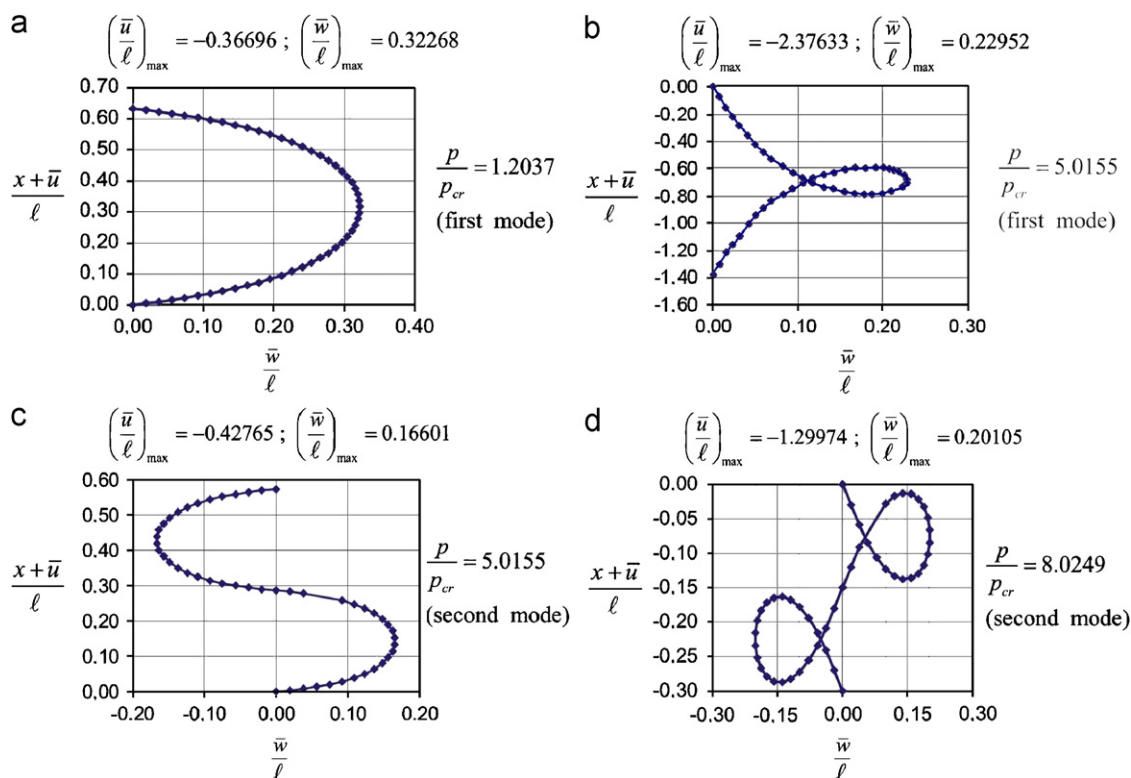 a
(ū/ℓ)max = −0.36696 ; (w̄/ℓ)max = 0.32268
0.70
0.60
0.50
0.40
0.30
0.20
0.10
0.00
x + ū
ℓ
0.00 0.10 0.20 0.30 0.40
w̄
ℓ
p
pcr = 1.2037
(first mode)
b
(ū/ℓ)max = −2.37633 ; (w̄/ℓ)max = 0.22952
0.00
-0.20
-0.40
-0.60
-0.80
-1.00
-1.20
-1.40
-1.60
x + ū
ℓ
0.00 0.10 0.20 0.30
w̄
ℓ
p
pcr = 5.0155
(first mode)
c
(ū/ℓ)max = −0.42765 ; (w̄/ℓ)max = 0.16601
0.60
0.50
0.40
0.30
0.20
0.10
0.00
x + ū
ℓ
-0.20 -0.10 0.00 0.10 0.20
w̄
ℓ
p
pcr = 5.0155
(second mode)
d
(ū/ℓ)max = −1.29974 ; (w̄/ℓ)max = 0.20105
0.00
-0.05
-0.10
-0.15
-0.20
-0.25
-0.30
x + ū
ℓ
-0.30 -0.15 0.00 0.15 0.30
w̄
ℓ
p
pcr = 8.0249
(second mode)